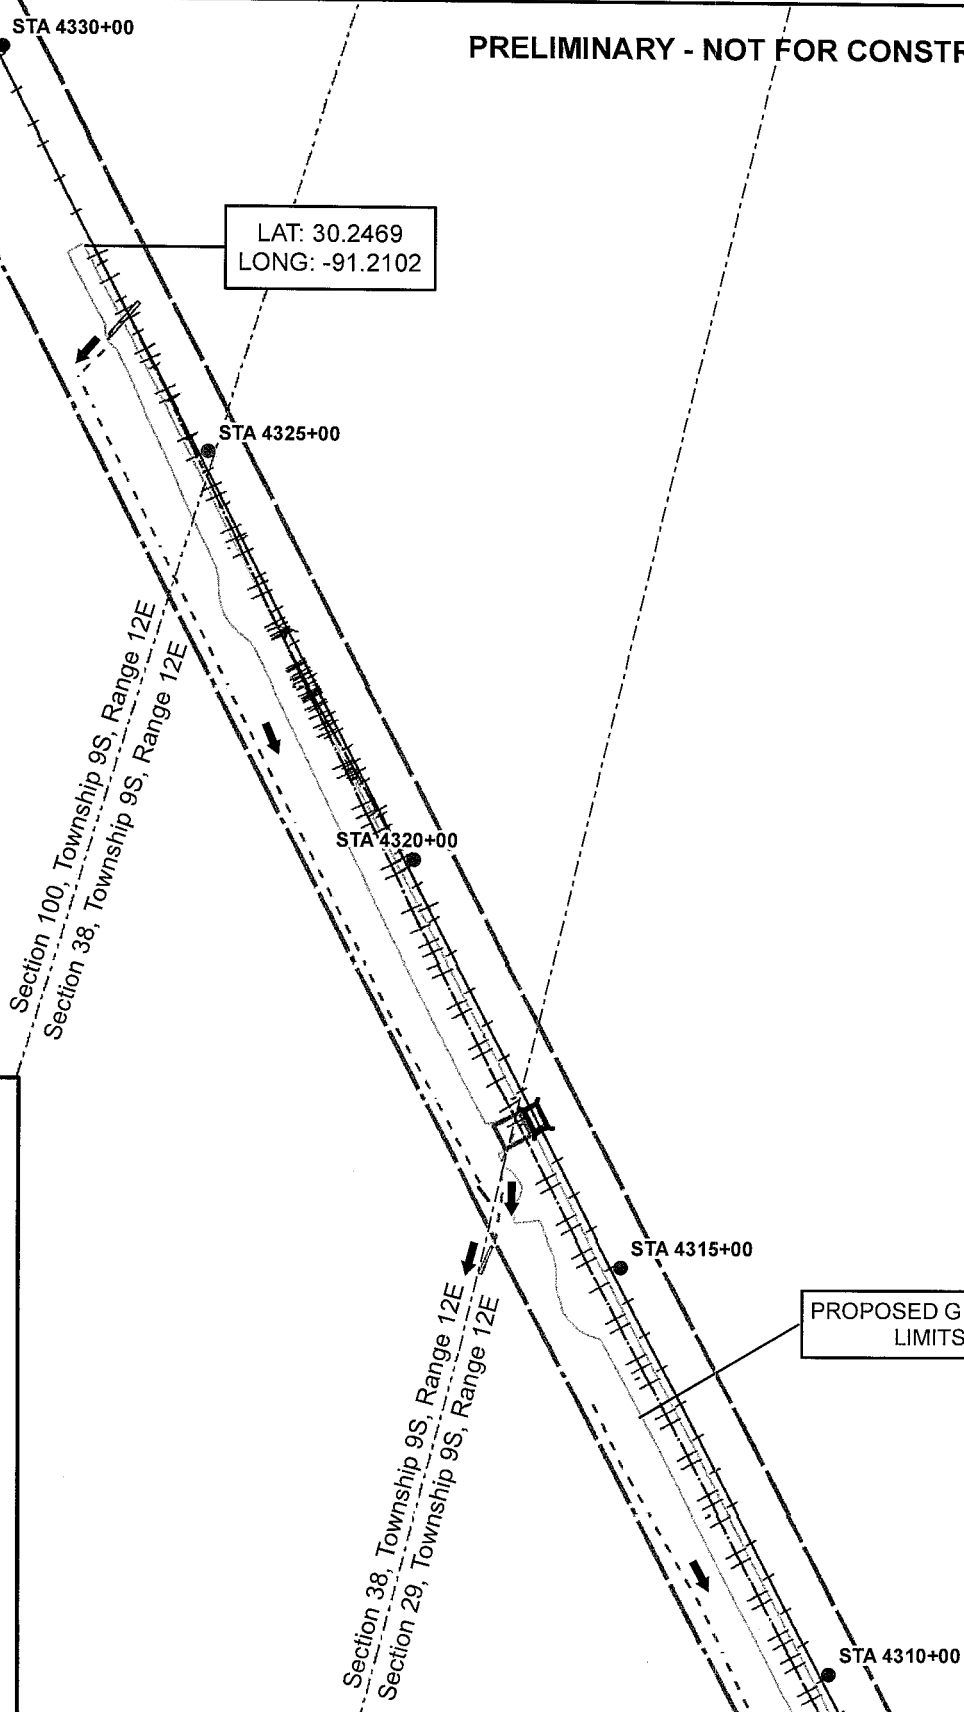 STA 4330+00
PRELIMINARY - NOT FOR
LAT: 30.2469
LONG: -91.2102
STA 4325+00
Section 100, Township 9S, Range 12E
Section 38, Township 9S, Range 12E
STA 4320+00
STA 4315+00
PROPOSED
LIMITS
Section 38, Township 9S, Range 12E
Section 29, Township 9S, Range 12E
STA 4310+00